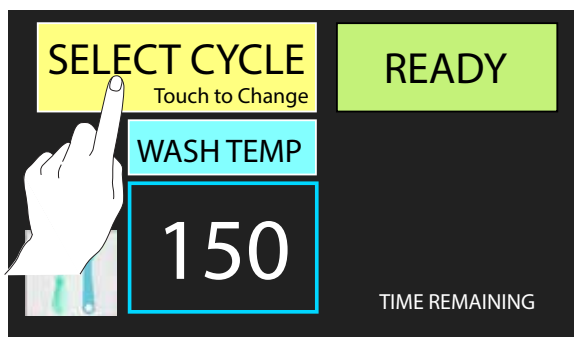 SELECT CYCLE
Touch to Change
READY
WASH TEMP
150
TIME REMAINING